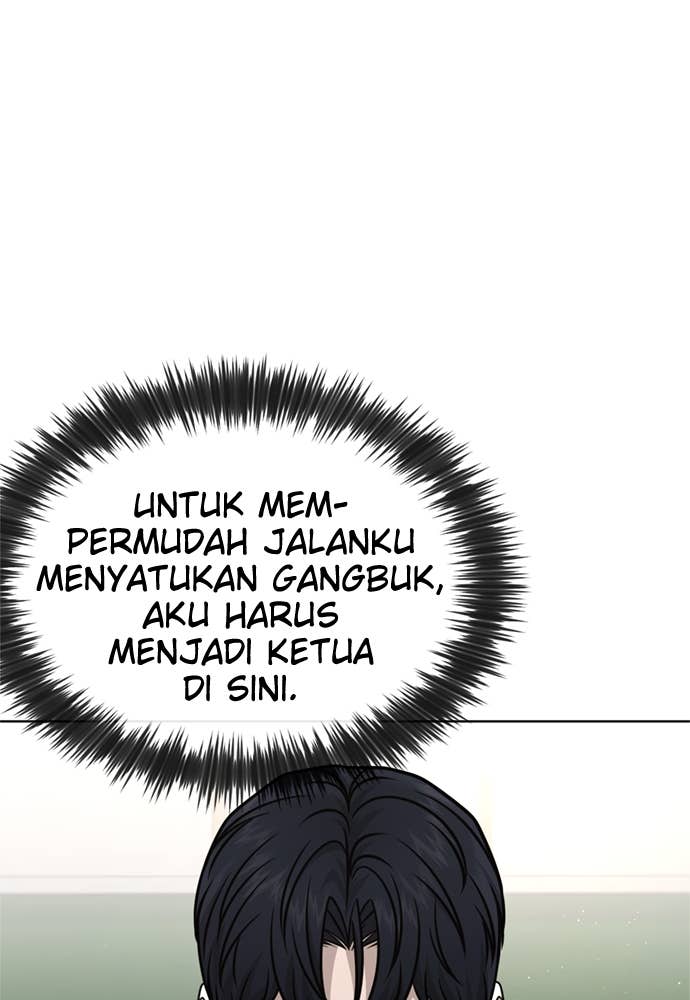 UNTUK MEM-
PERMUDAH JALANKU
MENYATUKAN GANGBUK,
AKU HARUS
MENJADI KETUA
DI SINI.